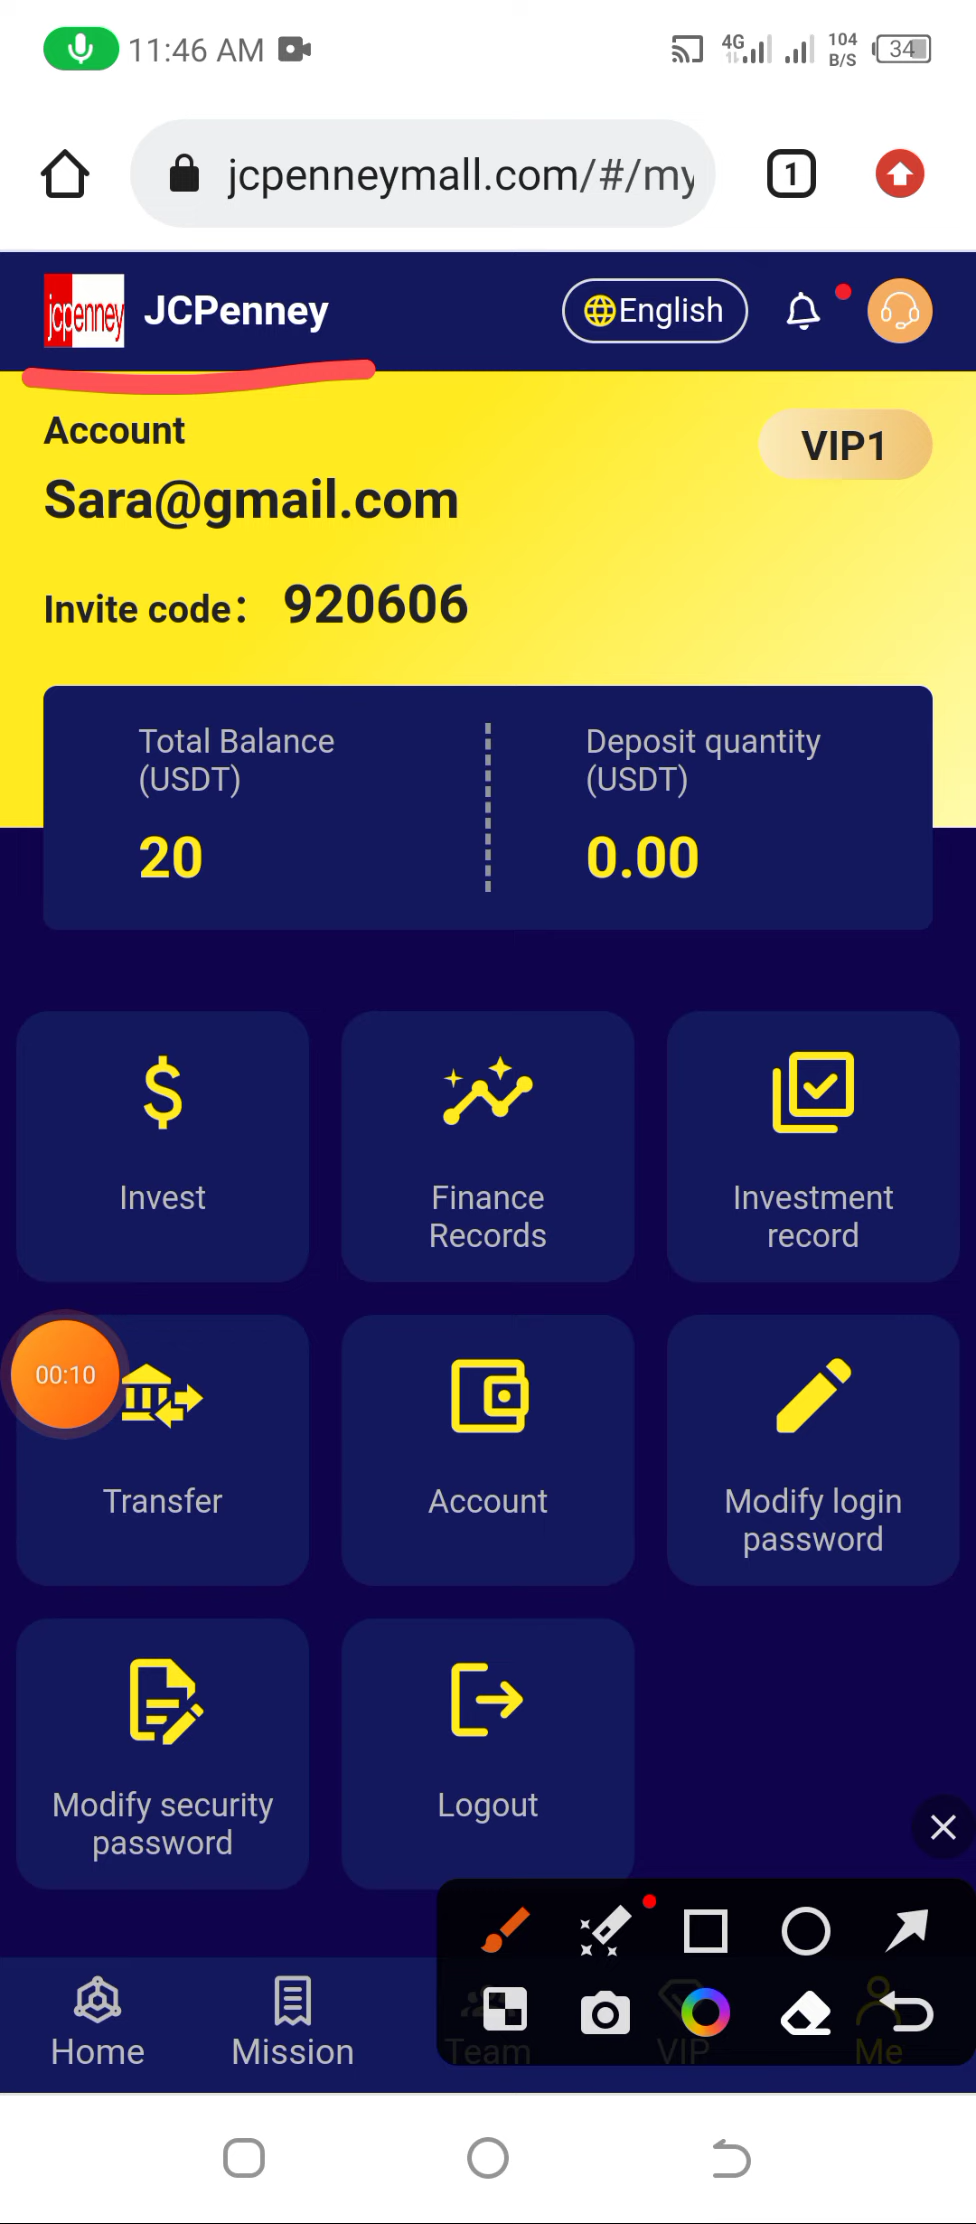 11:46 AM
4G
104
B/S
34
jcpenneymall.com/#/my
1
jcpenney
JCPenney
English
Account
VIP1
Sara@gmail.com
Invite code: 920606
Total Balance
(USDT)
Deposit quantity
(USDT)
20
0.00
Invest
Finance
Records
Investment
record
00:10
Transfer
Account
Modify login
password
Modify security
password
Logout
Home
Mission
Team
VIP
Me